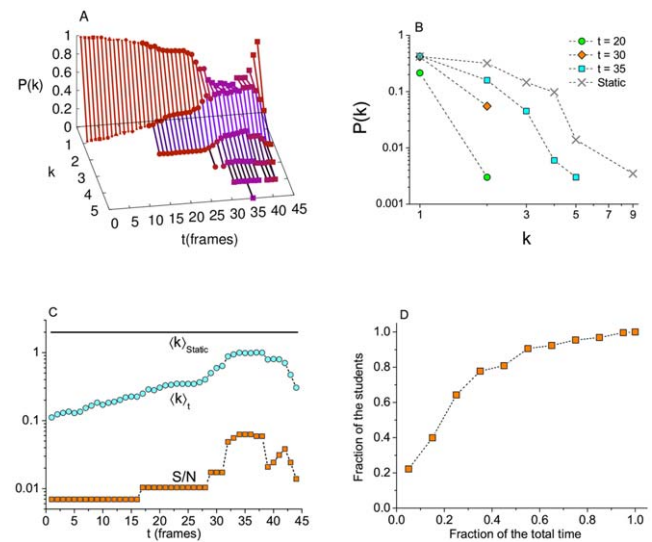 A
1
0.8
0.6
0.4
0.2
0
P(k)
1
2
3
4
5
k
0 5 10 15 20 25 30 35 40 45
t(frames)
B
t = 20
t = 30
t = 35
Static
1
0.1
0.01
0.001
P(k)
1 3 5 7 9
k
C
⟨k⟩Static
⟨k⟩t
S/N
1
0.1
0.01
0 5 10 15 20 25 30 35 40 45
t (frames)
D
1.0
0.8
0.6
0.4
0.2
0.0
Fraction of the students
0.0 0.2 0.4 0.6 0.8 1.0
Fraction of the total time